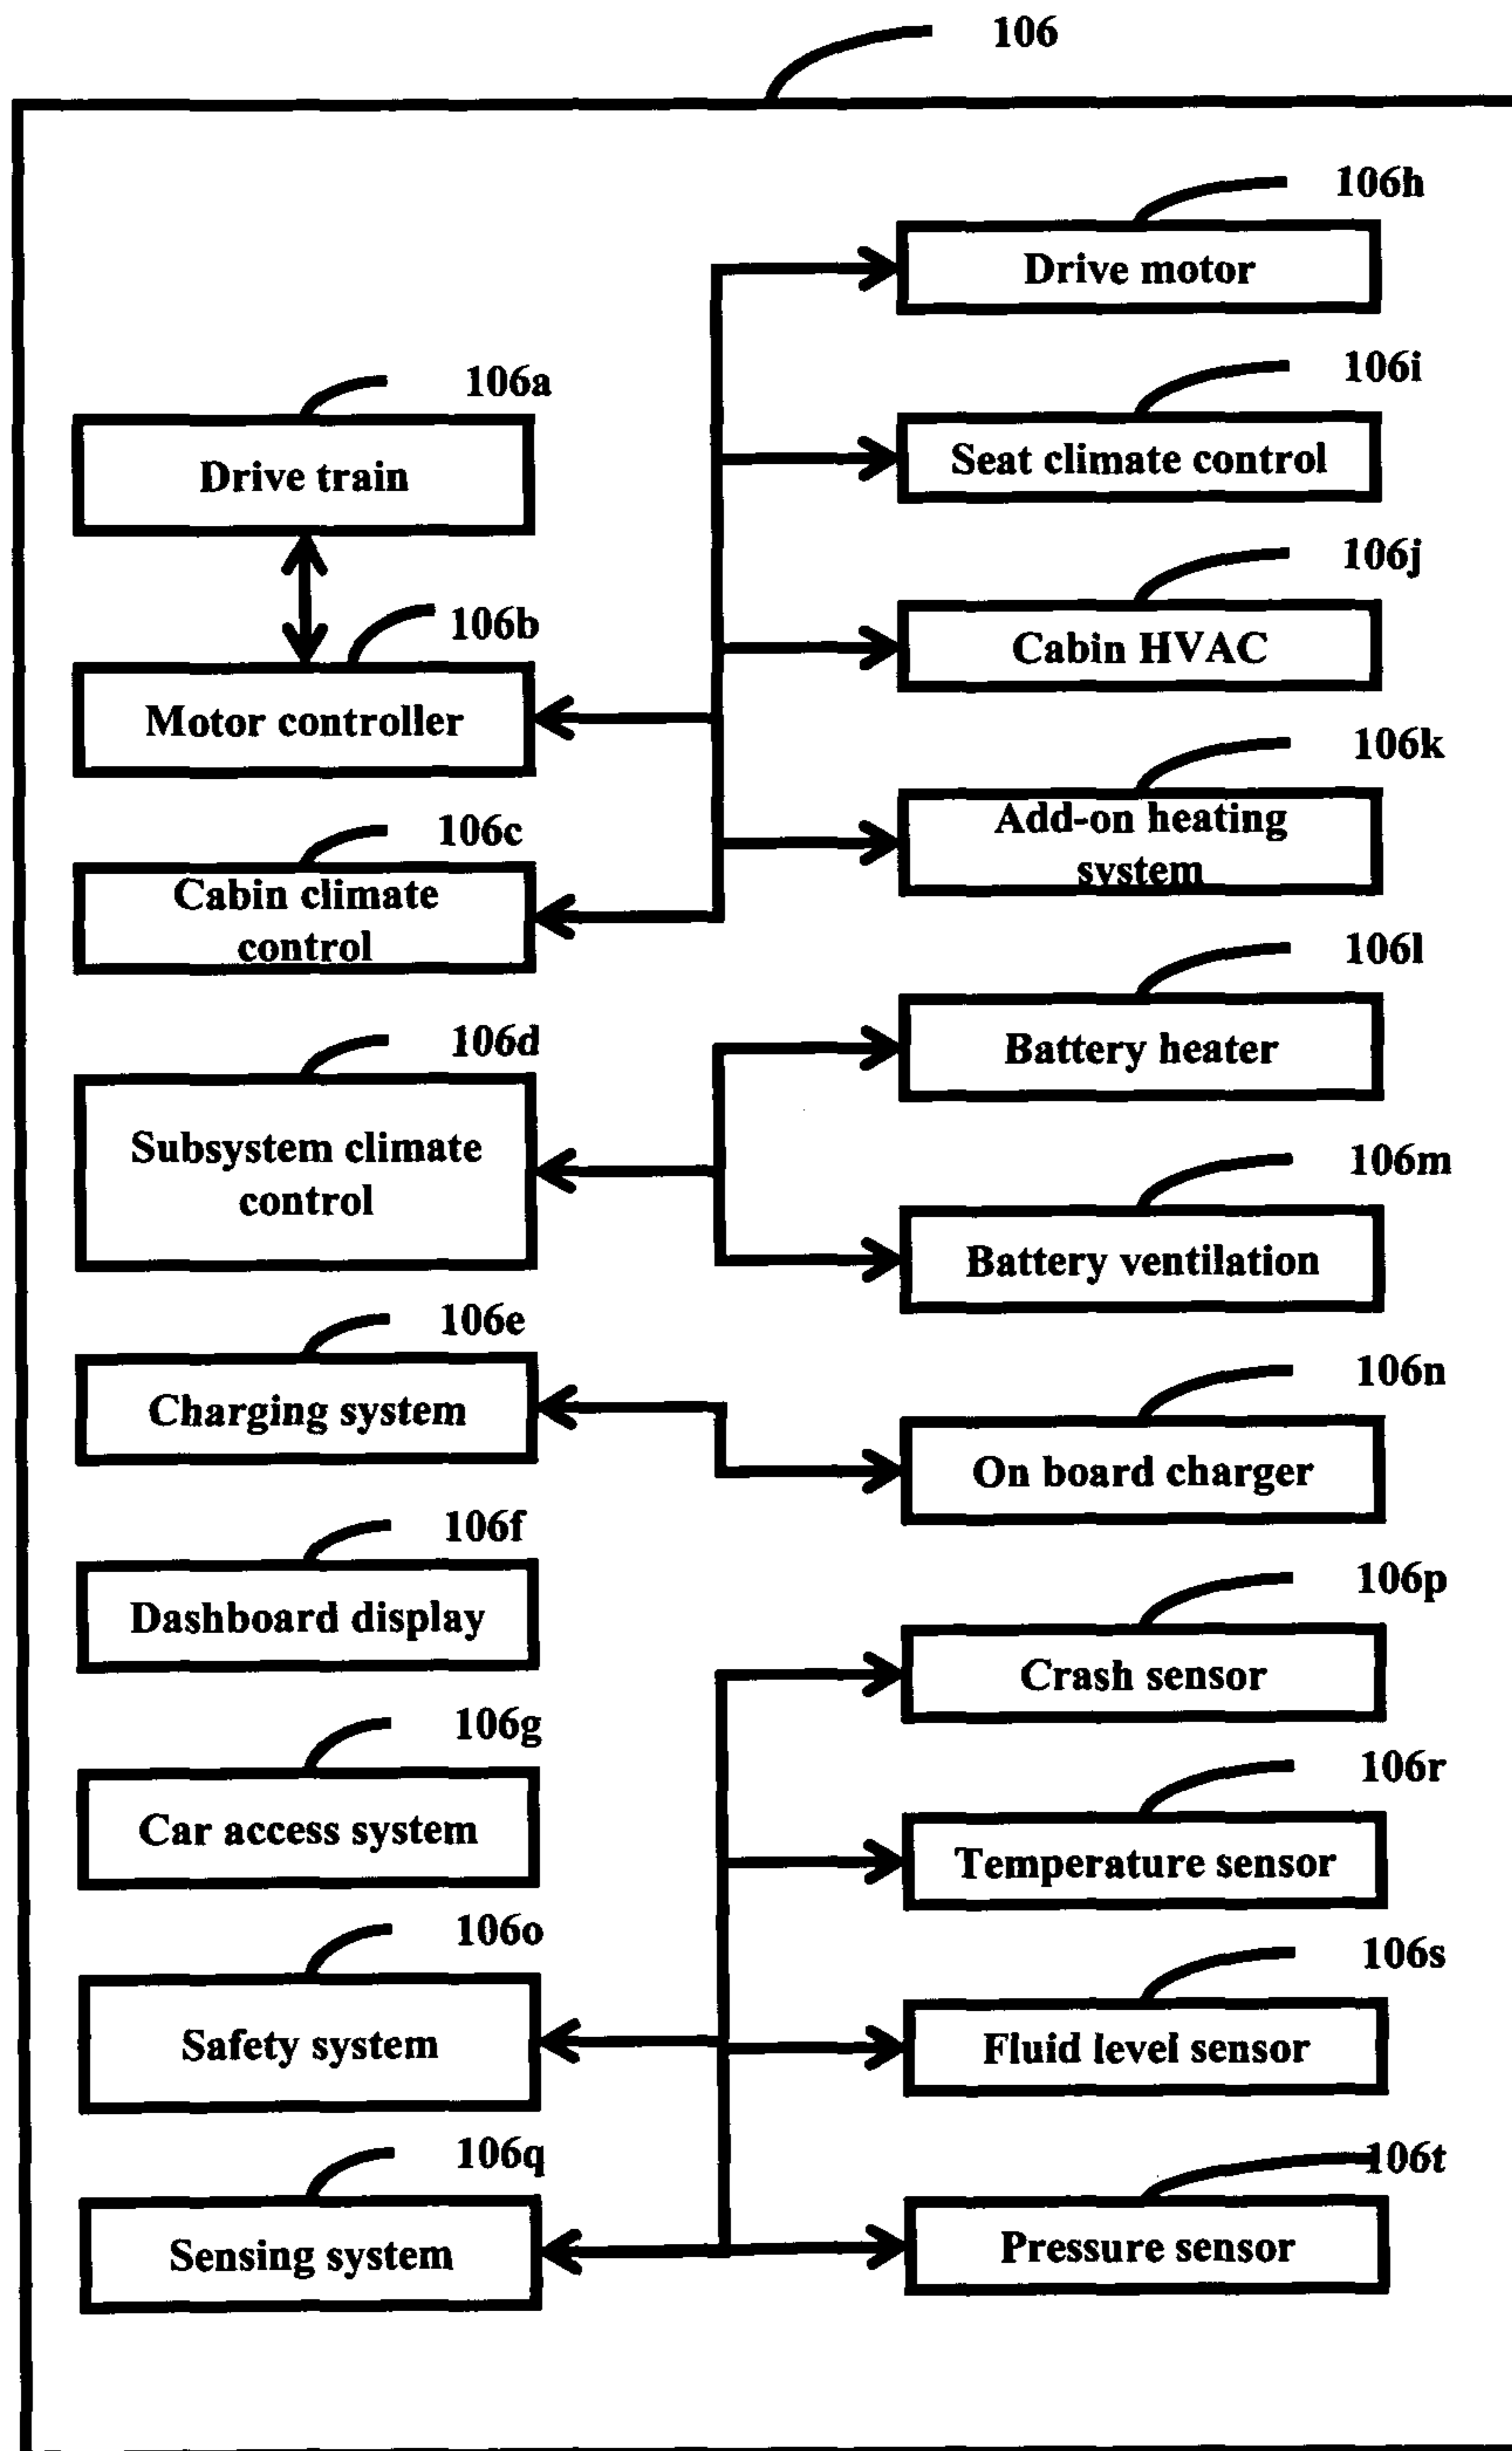 106
106h
Drive motor
106i
Seat climate control
106a
Drive train
106j
Cabin HVAC
106b
Motor controller
106k
Add-on heating
system
106c
Cabin climate
control
106l
Battery heater
106d
Subsystem climate
control
106m
Battery ventilation
106e
Charging system
106n
On board charger
106f
Dashboard display
106p
Crash sensor
106g
Car access system
106r
Temperature sensor
106o
Safety system
106s
Fluid level sensor
106q
Sensing system
106t
Pressure sensor